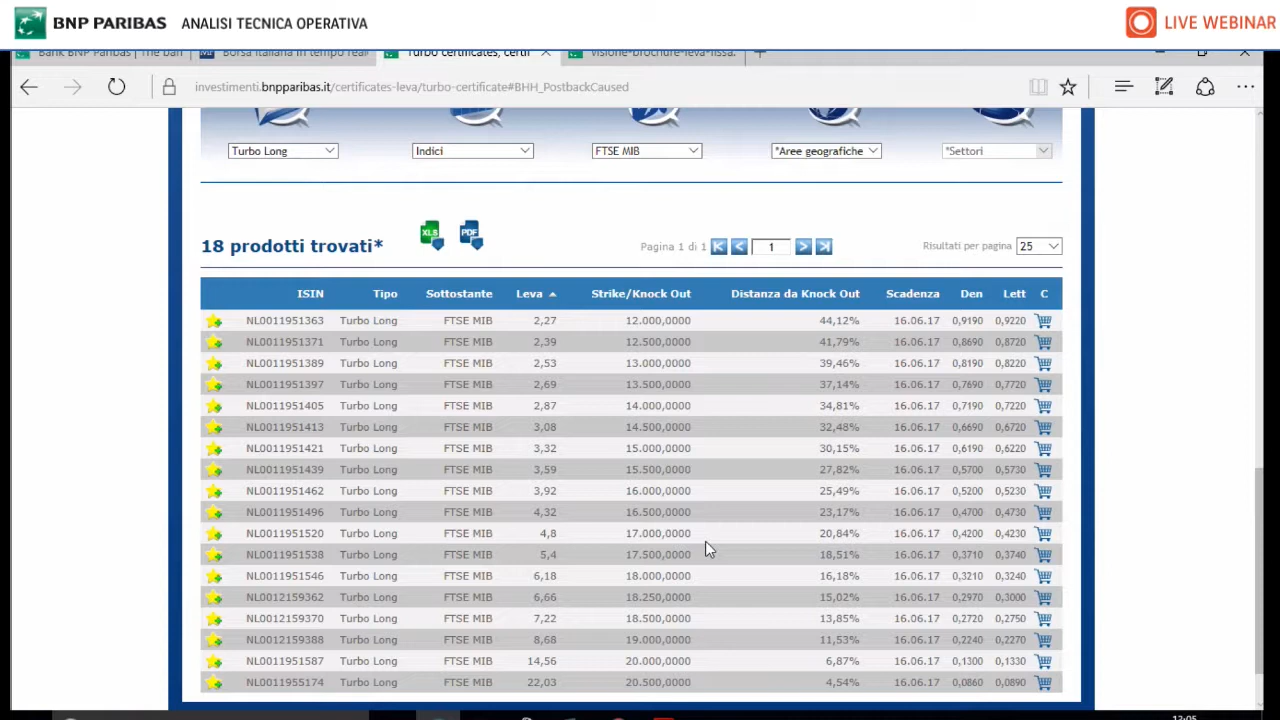 BNP PARIBAS ANALISI TECNICA OPERATIVA LIVE WEBINAR
Bank BNP Paribas | The ban Borsa Italiana in tempo real Turbo certificates, certif visione-brochure-leva-fissa.
investimenti.bnpparibas.it/certificates-leva/turbo-certificate#BHH_PostbackCaused
Turbo Long Indici FTSE MIB *Aree geografiche *Settori
18 prodotti trovati* XLS PDF Pagina 1 di 1 1 Risultati per pagina 25
ISIN Tipo Sottostante Leva Strike/Knock Out Distanza da Knock Out Scadenza Den Lett C
NL0011951363 Turbo Long FTSE MIB 2,27 12.000,0000 44,12% 16.06.17 0,9190 0,9220
NL0011951371 Turbo Long FTSE MIB 2,39 12.500,0000 41,79% 16.06.17 0,8690 0,8720
NL0011951389 Turbo Long FTSE MIB 2,53 13.000,0000 39,46% 16.06.17 0,8190 0,8220
NL0011951397 Turbo Long FTSE MIB 2,69 13.500,0000 37,14% 16.06.17 0,7690 0,7720
NL0011951405 Turbo Long FTSE MIB 2,87 14.000,0000 34,81% 16.06.17 0,7190 0,7220
NL0011951413 Turbo Long FTSE MIB 3,08 14.500,0000 32,48% 16.06.17 0,6690 0,6720
NL0011951421 Turbo Long FTSE MIB 3,32 15.000,0000 30,15% 16.06.17 0,6190 0,6220
NL0011951439 Turbo Long FTSE MIB 3,59 15.500,0000 27,82% 16.06.17 0,5700 0,5730
NL0011951462 Turbo Long FTSE MIB 3,92 16.000,0000 25,49% 16.06.17 0,5200 0,5230
NL0011951496 Turbo Long FTSE MIB 4,32 16.500,0000 23,17% 16.06.17 0,4700 0,4730
NL0011951520 Turbo Long FTSE MIB 4,8 17.000,0000 20,84% 16.06.17 0,4200 0,4230
NL0011951538 Turbo Long FTSE MIB 5,4 17.500,0000 18,51% 16.06.17 0,3710 0,3740
NL0011951546 Turbo Long FTSE MIB 6,18 18.000,0000 16,18% 16.06.17 0,3210 0,3240
NL0012159362 Turbo Long FTSE MIB 6,66 18.250,0000 15,02% 16.06.17 0,2970 0,3000
NL0012159370 Turbo Long FTSE MIB 7,22 18.500,0000 13,85% 16.06.17 0,2720 0,2750
NL0012159388 Turbo Long FTSE MIB 8,68 19.000,0000 11,53% 16.06.17 0,2240 0,2270
NL0011951587 Turbo Long FTSE MIB 14,56 20.000,0000 6,87% 16.06.17 0,1300 0,1330
NL0011955174 Turbo Long FTSE MIB 22,03 20.500,0000 4,54% 16.06.17 0,0860 0,0890